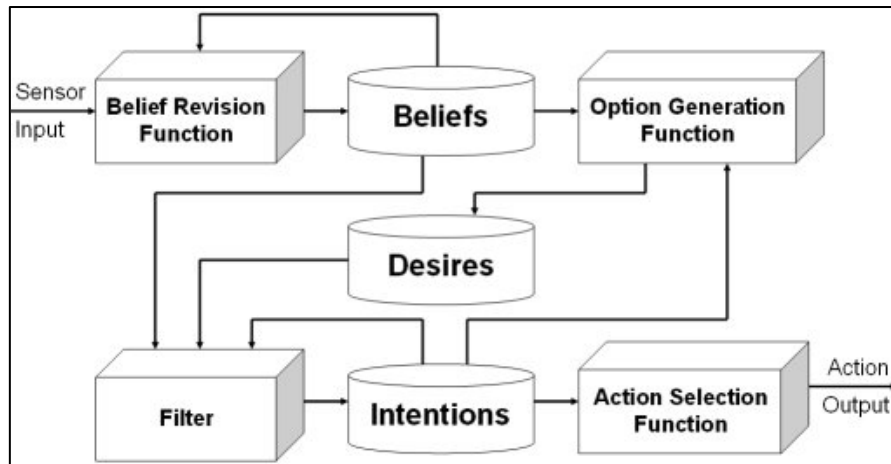 Sensor
Input
Belief Revision
Function
Beliefs
Option Generation
Function
Desires
Filter
Intentions
Action Selection
Function
Action
Output